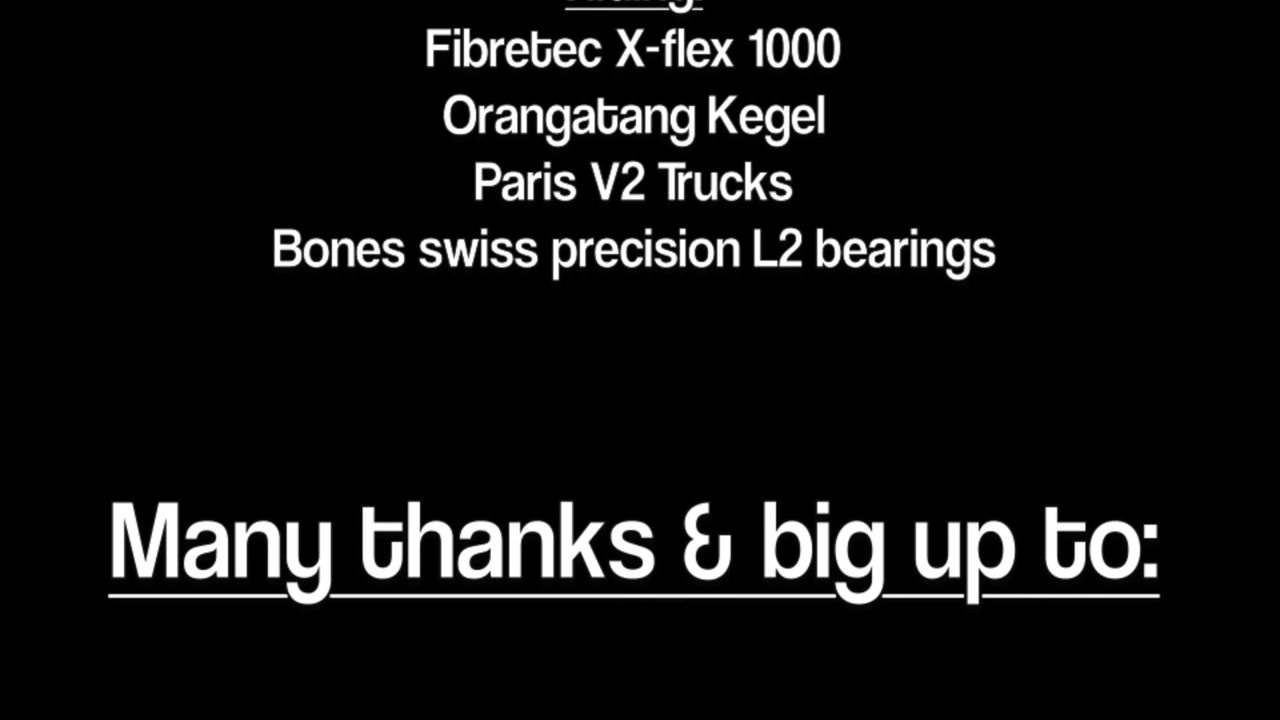 Fibretec X-flex 1000
Orangatang Kegel
Paris V2 Trucks
Bones swiss precision L2 bearings
Many thanks & big up to: